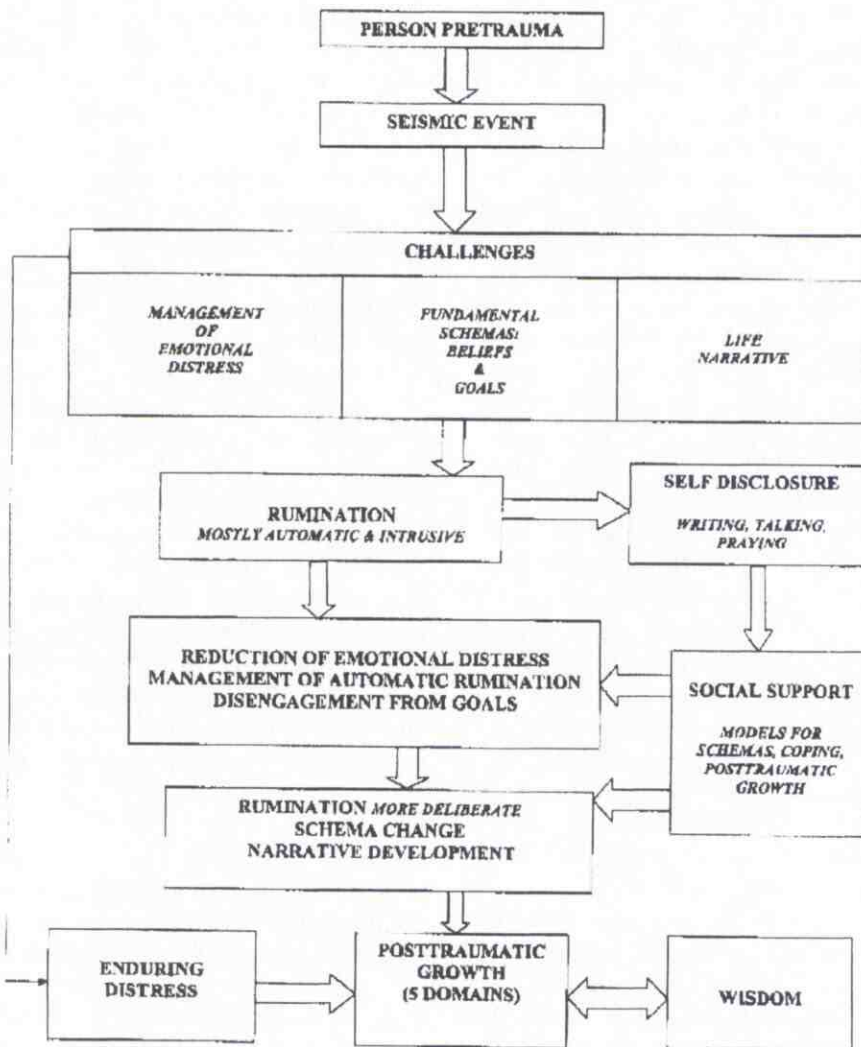 PERSON PRETRAUMA
SEISMIC EVENT
CHALLENGES
MANAGEMENT
OF
EMOTIONAL
DISTRESS
FUNDAMENTAL
SCHEMAS:
BELIEFS
&
GOALS
LIFE
NARRATIVE
RUMINATION
MOSTLY AUTOMATIC & INTRUSIVE
SELF DISCLOSURE
WRITING, TALKING,
PRAYING
REDUCTION OF EMOTIONAL DISTRESS
MANAGEMENT OF AUTOMATIC RUMINATION
DISENGAGEMENT FROM GOALS
SOCIAL SUPPORT
MODELS FOR
SCHEMAS, COPING,
POSTTRAUMATIC
GROWTH
RUMINATION MORE DELIBERATE
SCHEMA CHANGE
NARRATIVE DEVELOPMENT
ENDURING
DISTRESS
POSTTRAUMATIC
GROWTH
(5 DOMAINS)
WISDOM